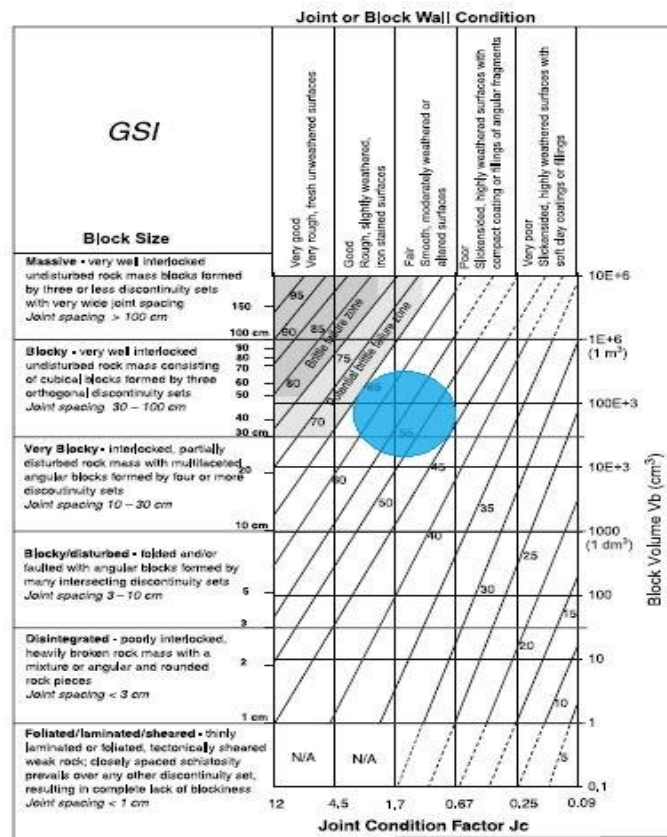 Joint or Block Wall Condition
GSI
Block Size
Very good
Very rough, fresh unweathered surfaces
Good
Rough, slightly weathered,
iron stained surfaces
Fair
Smooth, moderately weathered or
altered surfaces
Poor
Slickensided, highly weathered surfaces with
compact coating or fillings of angular fragments
Very poor
Slickensided, highly weathered surfaces with
soft clay coatings or fillings
Massive - very well interlocked
undisturbed rock mass blocks formed
by three or less discontinuity sets
with very wide joint spacing
Joint spacing > 100 cm
Blocky - very well interlocked
undisturbed rock mass consisting
of cubical blocks formed by three
orthogonal discontinuity sets
Joint spacing 30 – 100 cm
Very Blocky - interlocked, partially
disturbed rock mass with multifaceted
angular blocks formed by four or more
discoutinuity sets
Joint spacing 10 – 30 cm
Blocky/disturbed - folded and/or
faulted with angular blocks formed by
many intersecting discontinuity sets
Joint spacing 3 – 10 cm
Disintegrated - poorly interlocked,
heavily broken rock mass with a
mixture or angular and rounded
rock pieces
Joint spacing < 3 cm
Foliated/laminated/sheared - thinly
laminated or foliated, tectonically sheared
weak rock; closely spaced schistosity
prevails over any other discontinuity set,
resulting in complete lack of blockiness
Joint spacing < 1 cm
150
100 cm
90
80
70
60
50
40
30 cm
20
10 cm
5
3
2
1 cm
95
90
85
80
75
70
65
60
55
50
45
40
35
30
25
20
15
10
5
Brittle failure zone
Potential brittle failure zone
N/A
N/A
10E+6
1E+6
(1 m³)
100E+3
10E+3
1000
(1 dm³)
100
10
1
0,1
Block Volume Vb (cm³)
12
4,5
1,7
0.67
0.25
0.09
Joint Condition Factor Jc